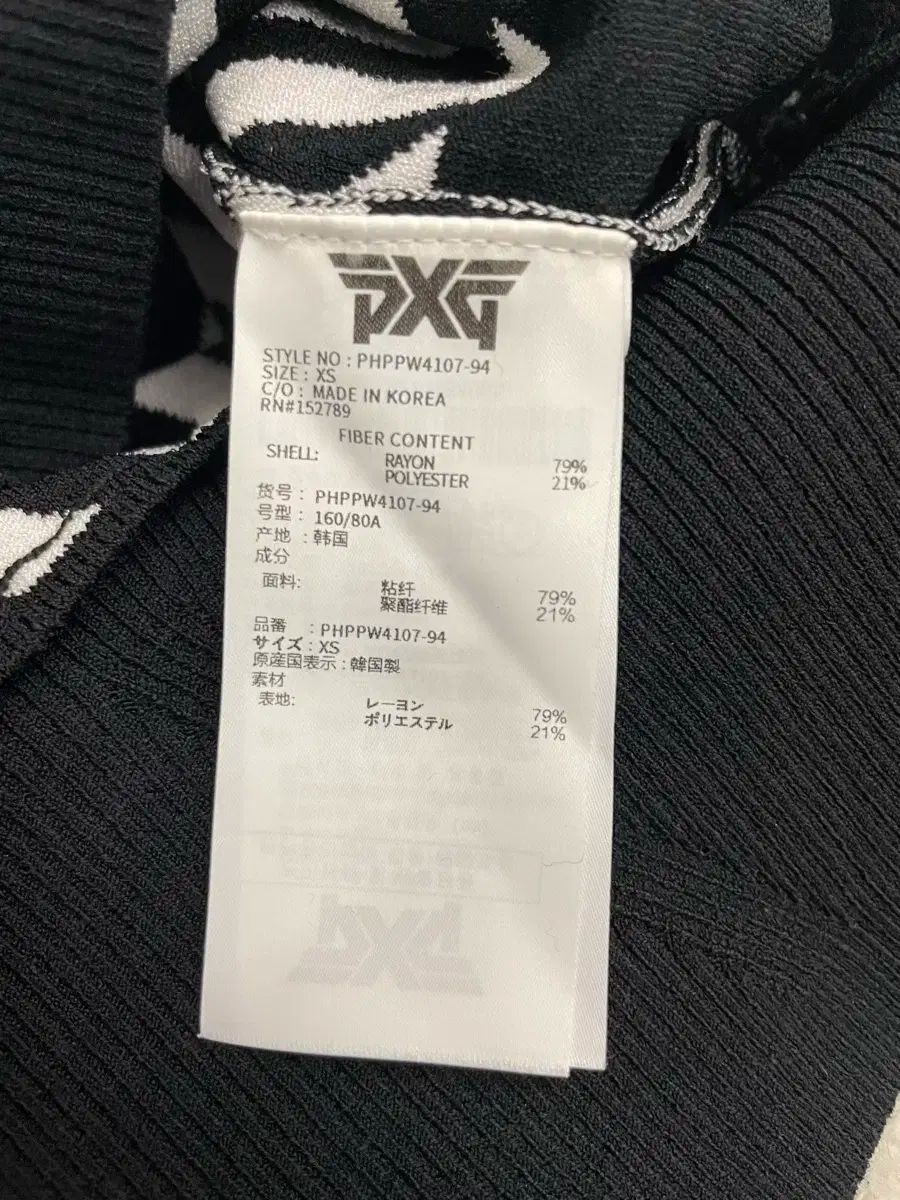 PXG
STYLE NO : PHPPW4107-94
SIZE : XS
C/O : MADE IN KOREA
RN#152789
FIBER CONTENT
SHELL: RAYON 79%
POLYESTER 21%
货号 : PHPPW4107-94
号型 : 160/80A
产地 : 韩国
成分
面料: 粘纤 79%
聚酯纤维 21%
品番 : PHPPW4107-94
サイズ : XS
原産国表示 : 韓国製
素材
表地: レーヨン 79%
ポリエステル 21%